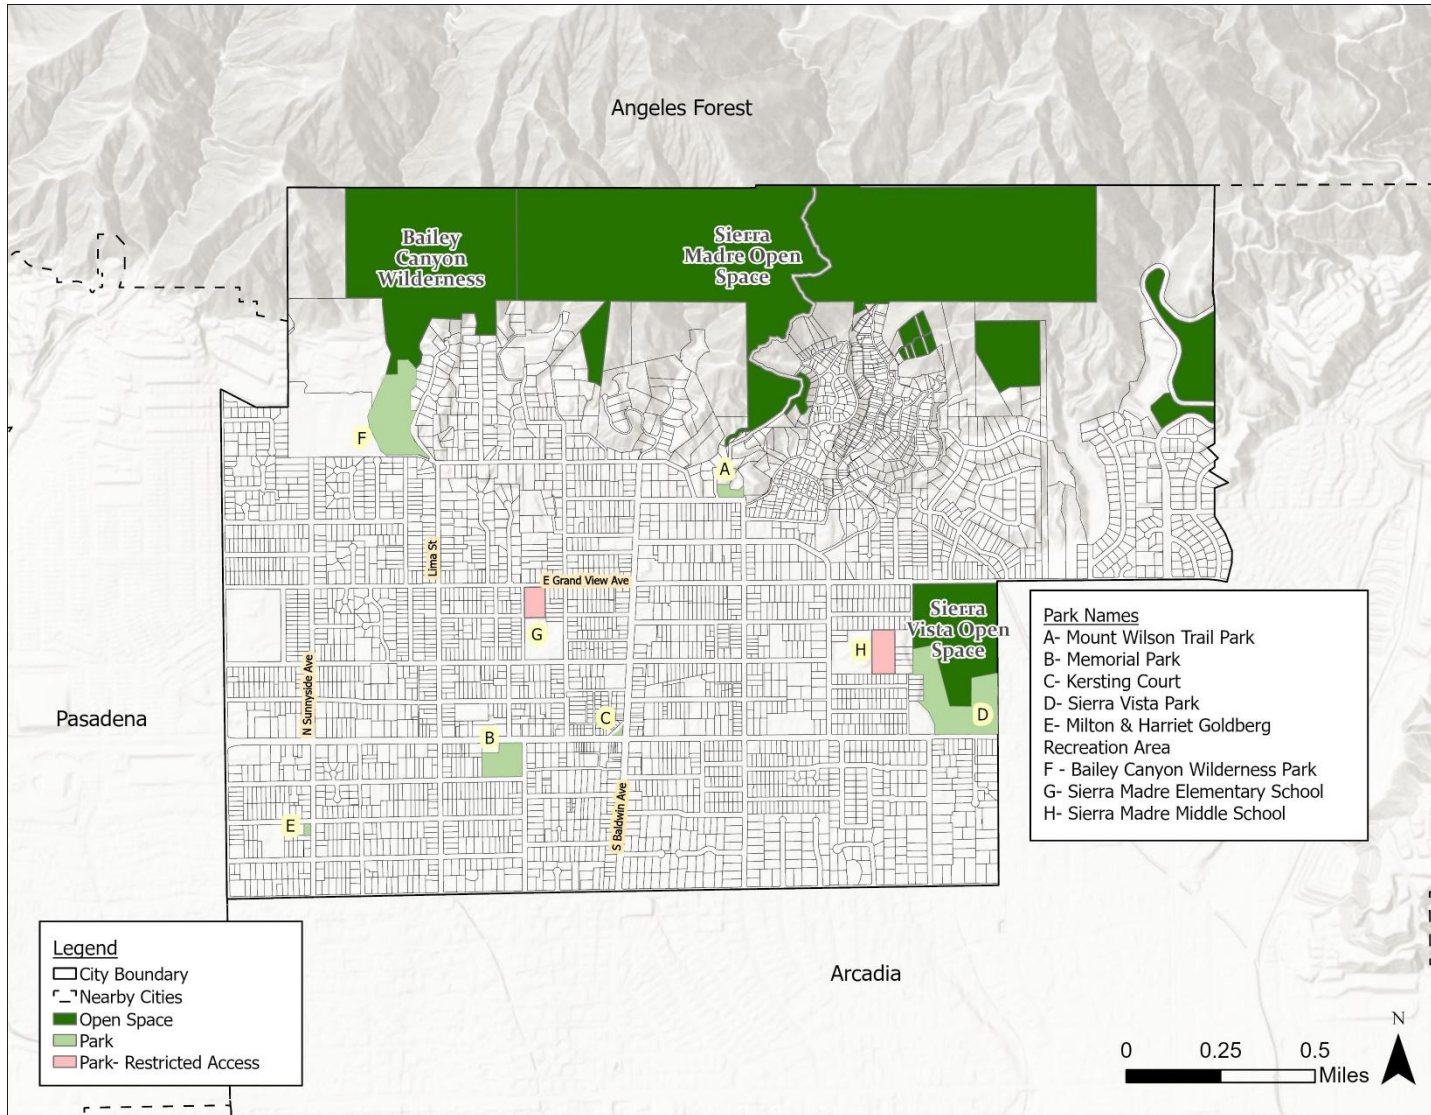 Angeles Forest
Bailey
Canyon
Wilderness
Sierra
Madre Open
Space
F
A
Lima St
E Grand View Ave
G
H
Sierra
Vista Open
Space
N Sunnyside Ave
Pasadena
C
B
D
E
S Baldwin Ave
Park Names
A- Mount Wilson Trail Park
B- Memorial Park
C- Kersting Court
D- Sierra Vista Park
E- Milton & Harriet Goldberg
Recreation Area
F - Bailey Canyon Wilderness Park
G- Sierra Madre Elementary School
H- Sierra Madre Middle School
Legend
City Boundary
Nearby Cities
Open Space
Park
Park- Restricted Access
Arcadia
N
0 0.25 0.5
Miles